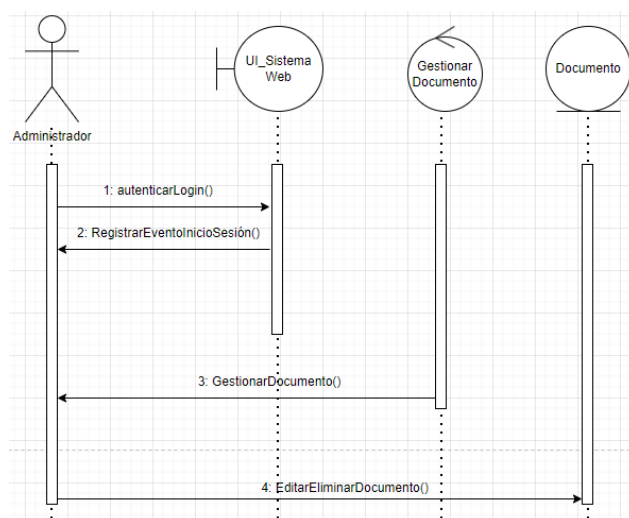 UI_Sistema
Web
Gestionar
Documento
Documento
Administrador
1: autenticarLogin()
2: RegistrarEventoInicioSesión()
3: GestionarDocumento()
4: EditarEliminarDocumento()